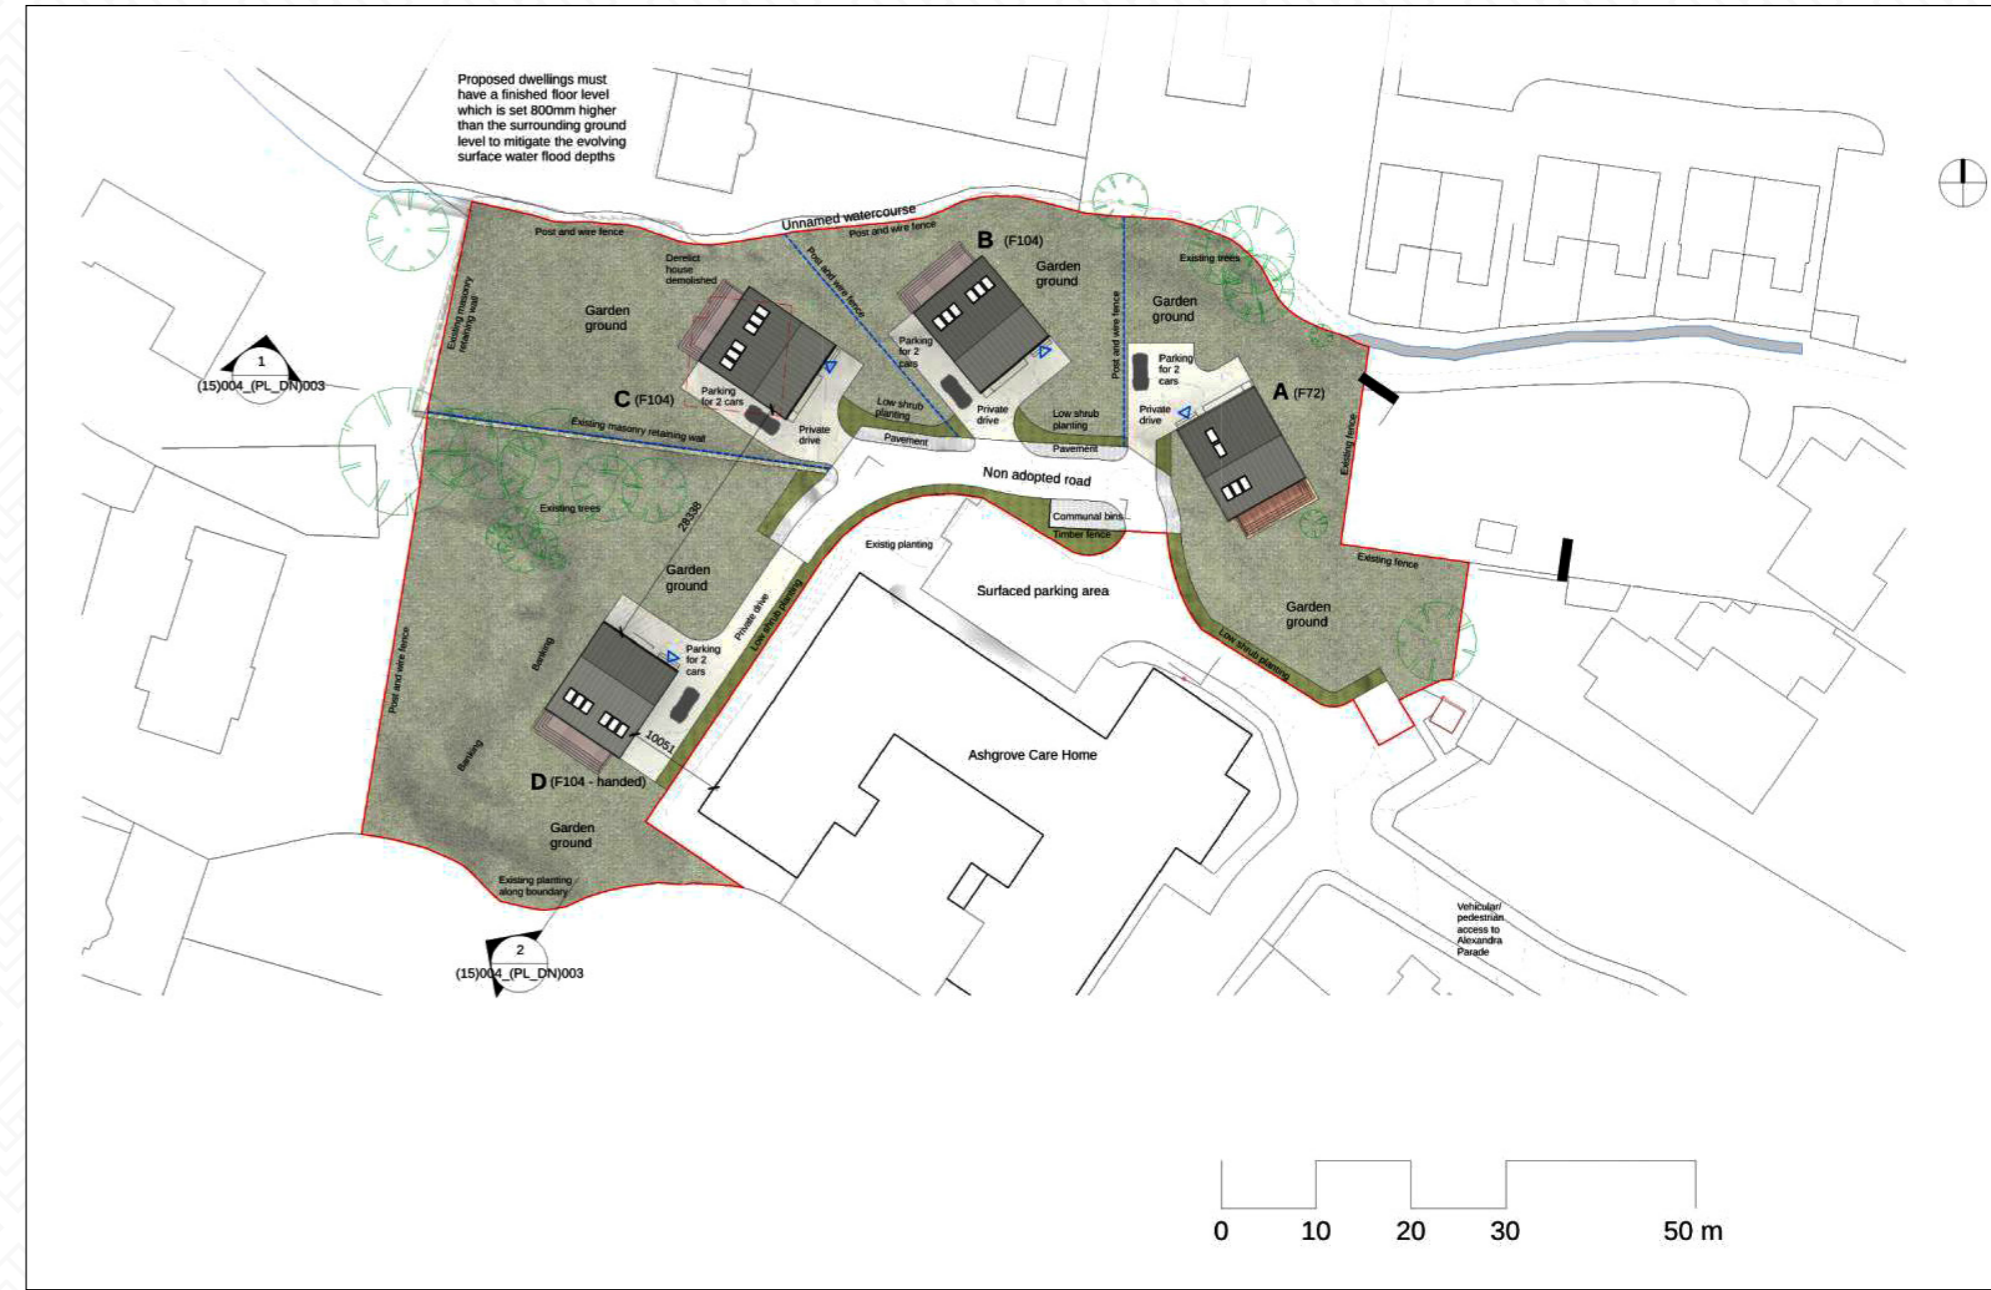 Proposed dwellings must
have a finished floor level
which is set 800mm higher
than the surrounding ground
level to mitigate the evolving
surface water flood depths
Unnamed watercourse
Post and wire fence
Post and wire fence
B (F104)
Derelict
house
demolished
Post and wire fence
Garden
ground
Existing trees
Existing masonry
retaining wall
Garden
ground
Garden
ground
Post and wire fence
1
(15)004_(PL_DN)003
Parking
for 2
cars
Parking
for 2
cars
C (F104)
Parking
for 2 cars
A (F72)
Low shrub
planting
Private
drive
Low shrub
planting
Private
drive
Existing masonry retaining wall
Private
drive
Pavement
Pavement
Existing fence
Non adopted road
Existing trees
28338
Communal bins
Timber fence
Existig planting
Existing fence
Garden
ground
Surfaced parking area
Garden
ground
Private drive
Low shrub planting
Post and wire fence
Banking
Parking
for 2
cars
Low shrub planting
10051
Banking
Ashgrove Care Home
D (F104 - handed)
Garden
ground
Existing planting
along boundary
Vehicular/
pedestrian
access to
Alexandra
Parade
2
(15)004_(PL_DN)003
0 10 20 30 50 m